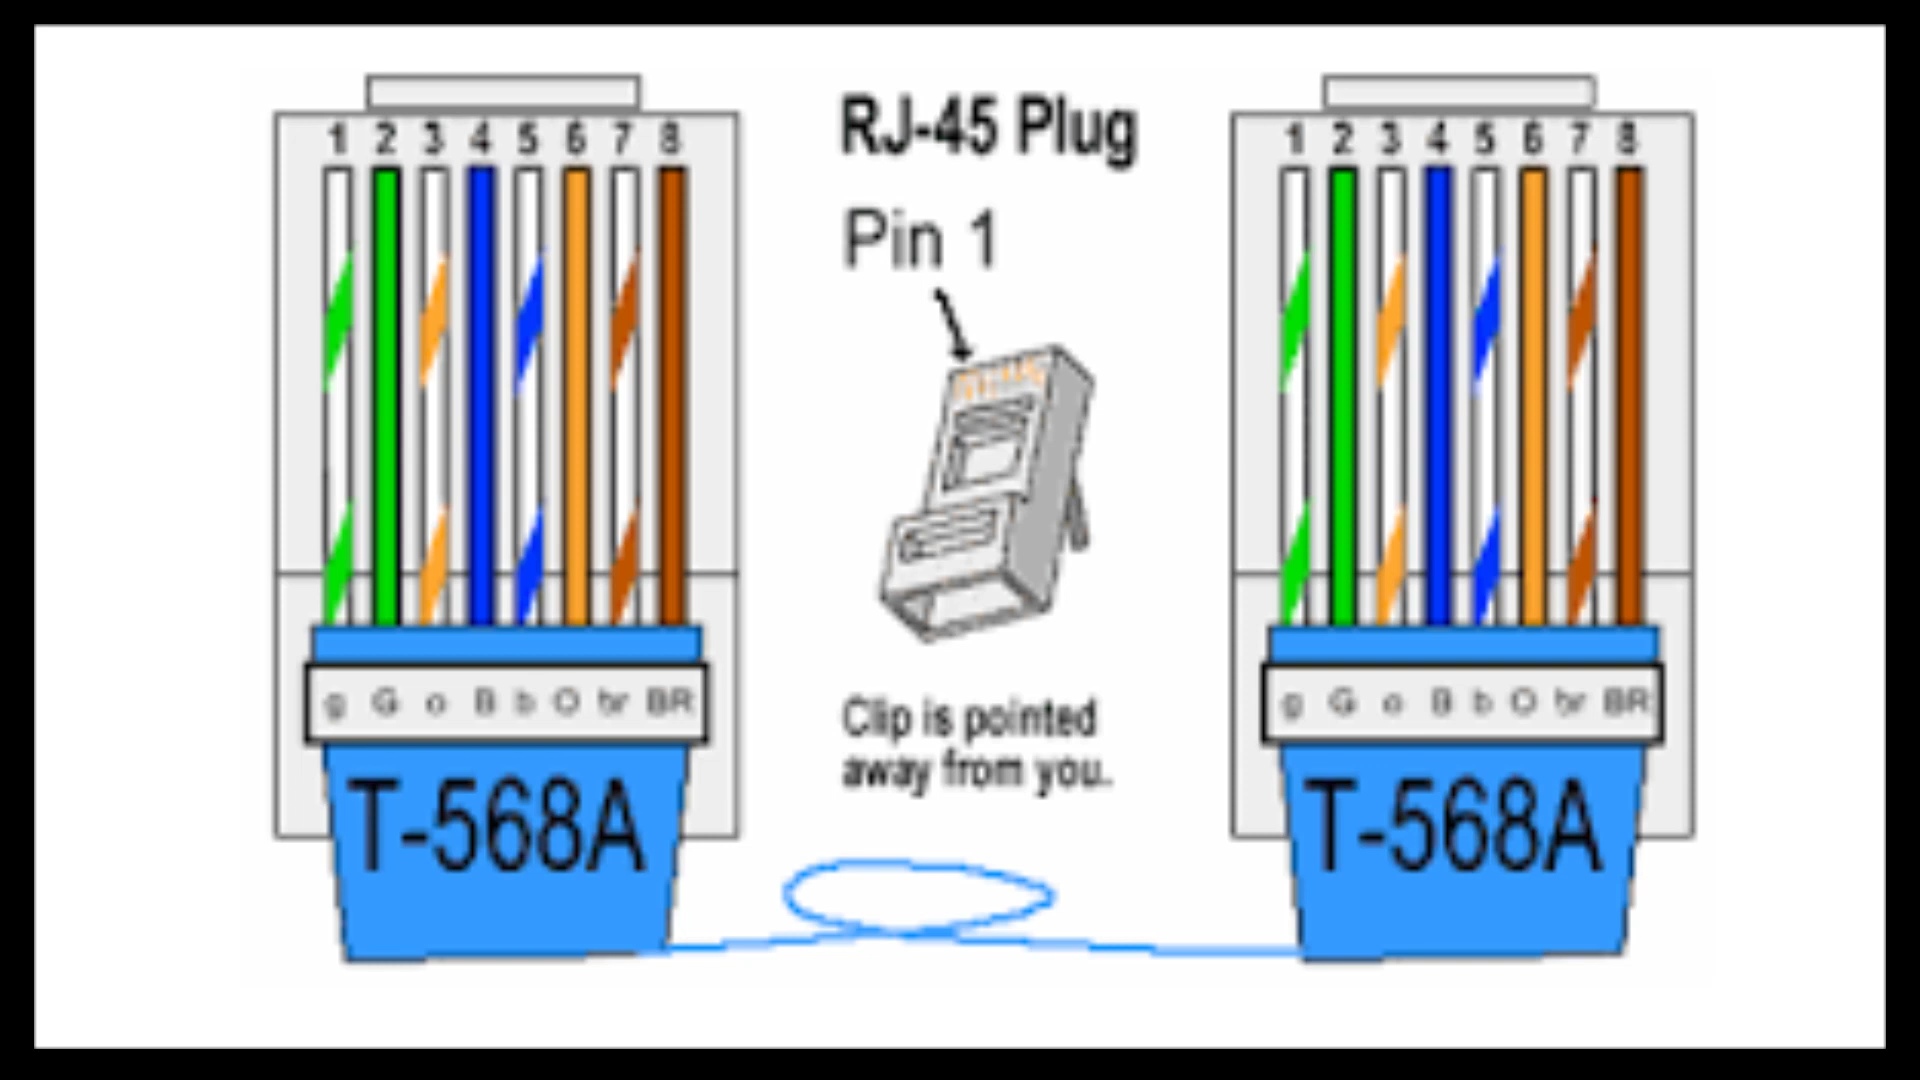 1 2 3 4 5 6 7 8
g G o B b O br BR
T-568A
RJ-45 Plug
Pin 1
Clip is pointed
away from you.
1 2 3 4 5 6 7 8
g G o B b O br BR
T-568A